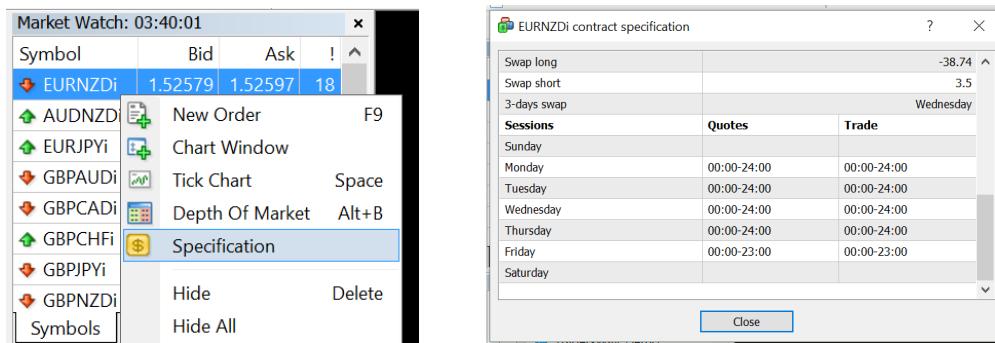 Market Watch: 03:40:01
Symbol Bid Ask !
EURNZDi 1.52579 1.52597 18
AUDNZDi
EURJPYi
GBPAUDi
GBPCADi
GBPCHFi
GBPJPYi
GBPNZDi
Symbols
New Order F9
Chart Window
Tick Chart Space
Depth Of Market Alt+B
Specification
Hide Delete
Hide All
EURNZDi contract specification
Swap long -38.74
Swap short 3.5
3-days swap Wednesday
Sessions Quotes Trade
Sunday
Monday 00:00-24:00 00:00-24:00
Tuesday 00:00-24:00 00:00-24:00
Wednesday 00:00-24:00 00:00-24:00
Thursday 00:00-24:00 00:00-24:00
Friday 00:00-23:00 00:00-23:00
Saturday
Close